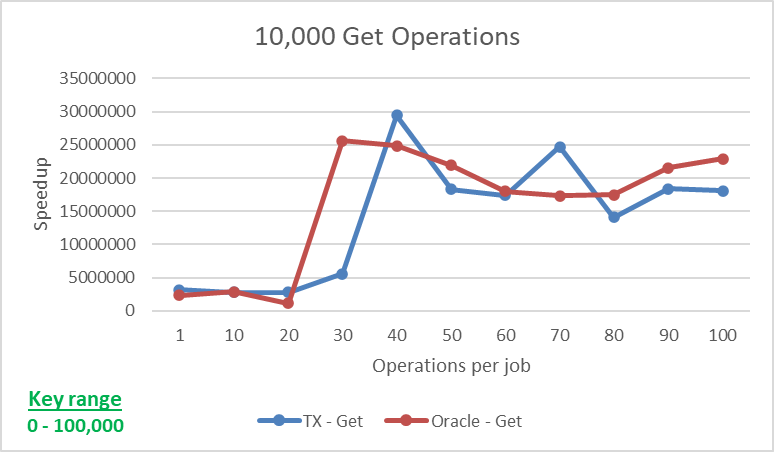 10,000 Get Operations
35000000
30000000
25000000
20000000
15000000
10000000
5000000
0
Speedup
1 10 20 30 40 50 60 70 80 90 100
Operations per job
Key range
0 - 100,000
TX - Get Oracle - Get